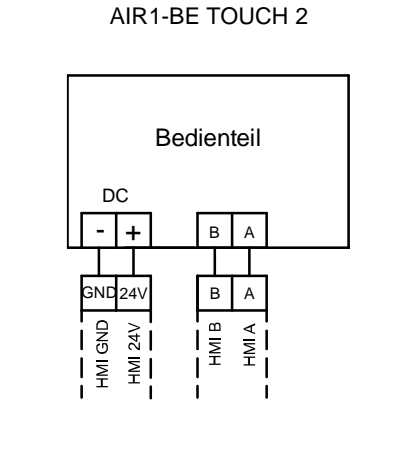 AIR1-BE TOUCH 2
Bedienteil
DC
- + B A
GND 24V B A
HMI GND
HMI 24V
HMI B
HMI A